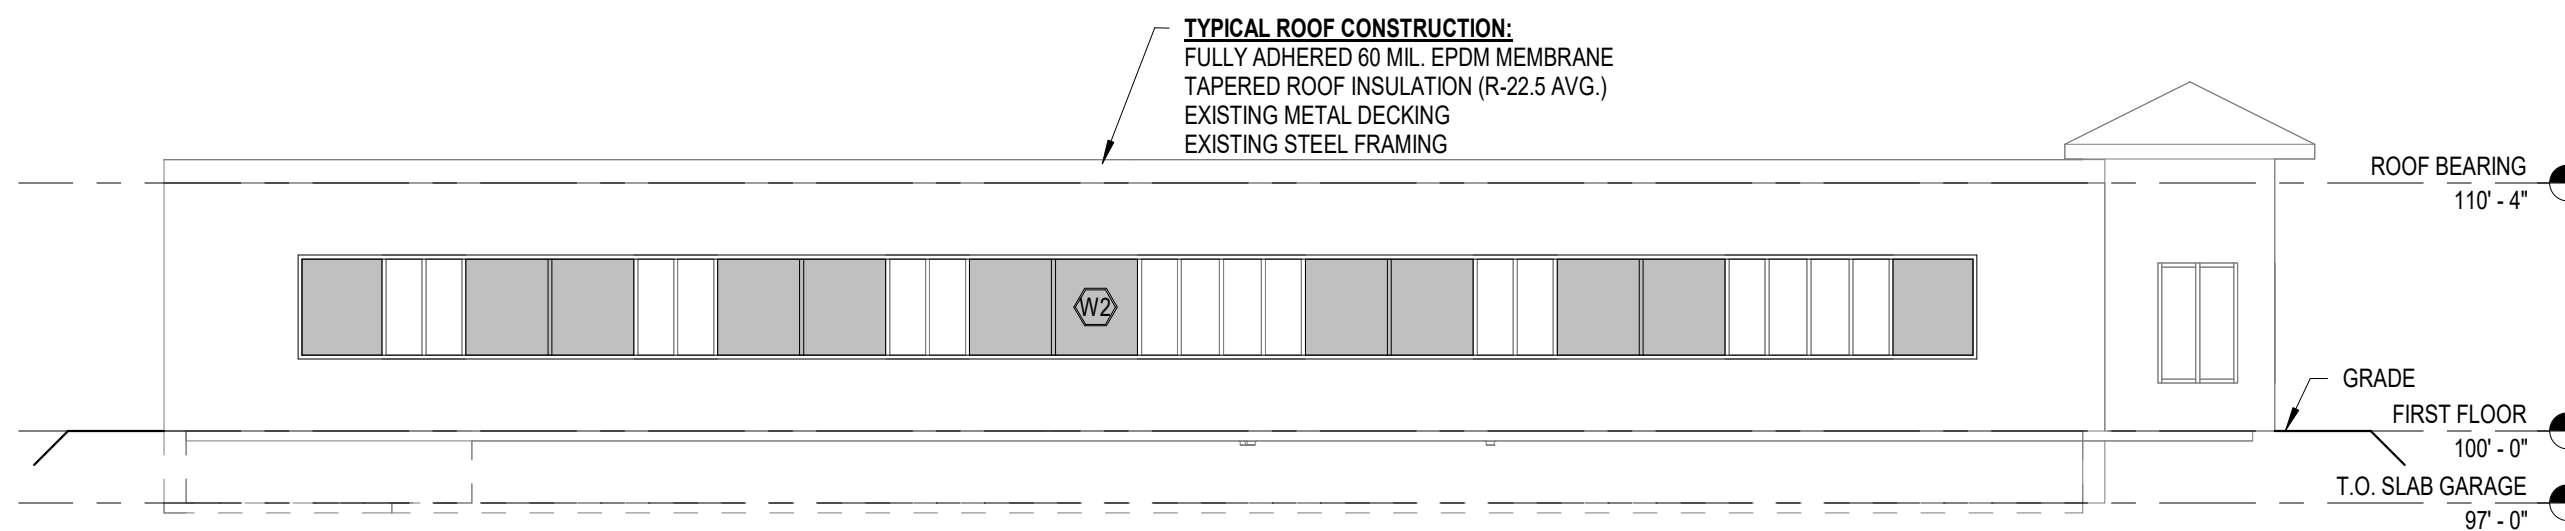 TYPICAL ROOF CONSTRUCTION:
FULLY ADHERED 60 MIL. EPDM MEMBRANE
TAPERED ROOF INSULATION (R-22.5 AVG.)
EXISTING METAL DECKING
EXISTING STEEL FRAMING
ROOF BEARING
110' - 4"
W2
GRADE
FIRST FLOOR
100' - 0"
T.O. SLAB GARAGE
97' - 0"